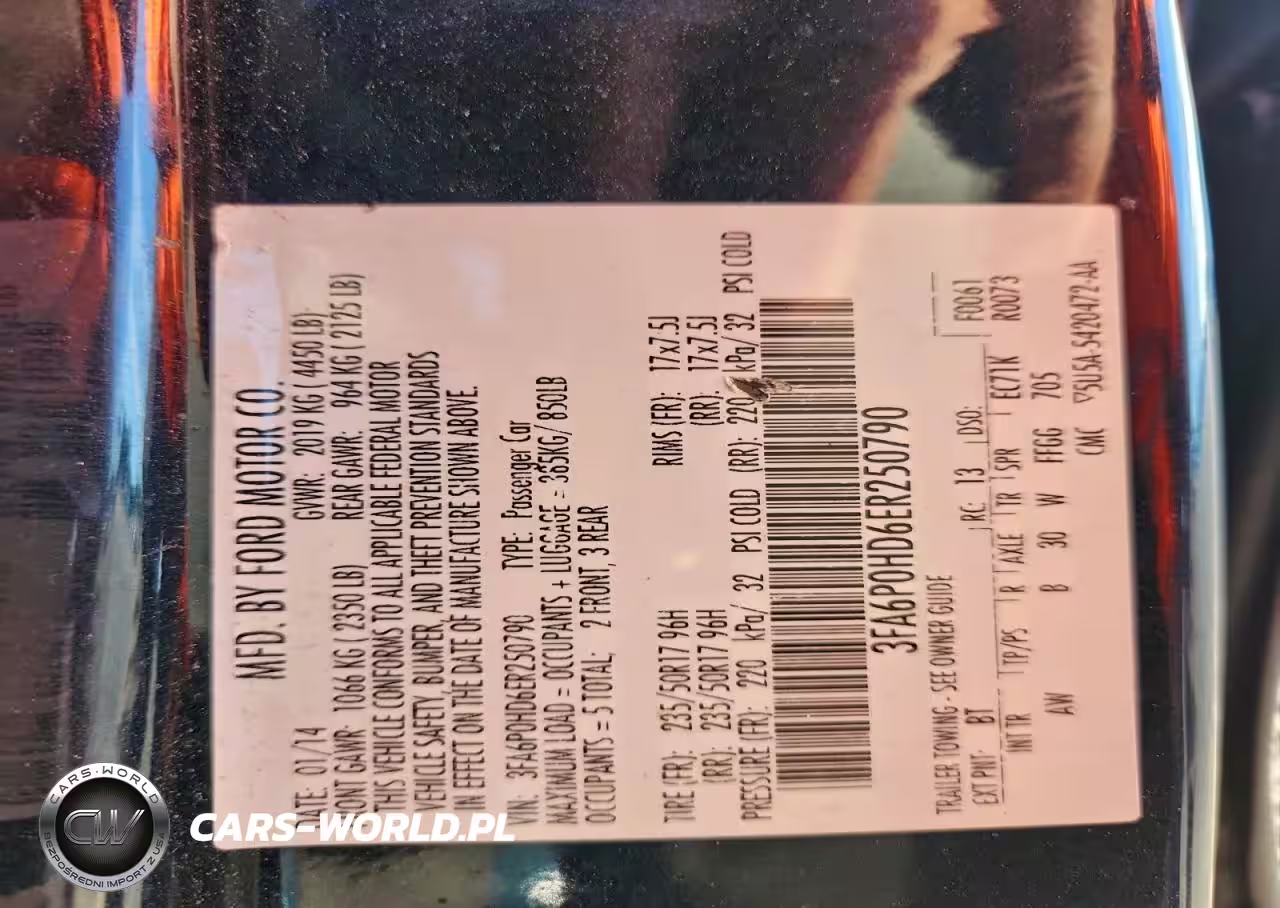 MFD. BY FORD MOTOR CO.
DATE: 01/14 GVWR: 2019 KG ( 4450 LB)
FRONT GAWR: 1066 KG ( 2350 LB) REAR GAWR: 964 KG ( 2125 LB)
THIS VEHICLE CONFORMS TO ALL APPLICABLE FEDERAL MOTOR
VEHICLE SAFETY, BUMPER, AND THEFT PREVENTION STANDARDS
IN EFFECT ON THE DATE OF MANUFACTURE SHOWN ABOVE.
VIN: 3FA6P0HD6ER250790 TYPE: Passenger Car
MAXIMUM LOAD = OCCUPANTS + LUGGAGE = 385KG/ 850LB
OCCUPANTS = 5 TOTAL; 2 FRONT, 3 REAR
TIRE (FR): 235/50R17 96H RIMS (FR): 17x7.5J
(RR): 235/50R17 96H (RR): 17x7.5J
PRESSURE (FR): 220 kPa/ 32 PSI COLD (RR): 220 kPa/ 32 PSI COLD
3FA6P0HD6ER250790
TRAILER TOWING - SEE OWNER GUIDE
EXT PNT: BT RC: 13 DSO: F0061
INT TR TP/PS R AXLE TR SPR EC71K R0073
AW B 30 W FFGG 705
CMC ▽5U5A-5420472-AA
CARS-WORLD
CW
BEZPOŚREDNI IMPORT Z USA
CARS-WORLD.PL